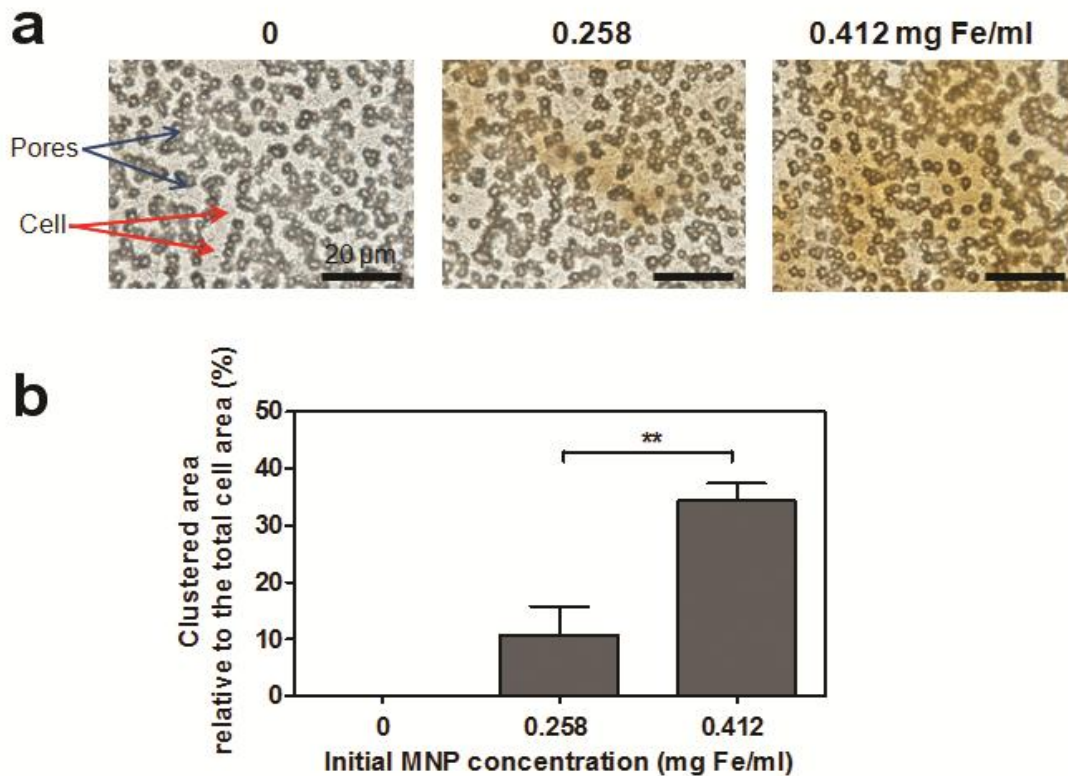 a
0 0.258 0.412 mg Fe/ml
Pores
Cell
20 µm
b
Clustered area
relative to the total cell area (%)
50
40
30
20
10
0
**
0 0.258 0.412
Initial MNP concentration (mg Fe/ml)